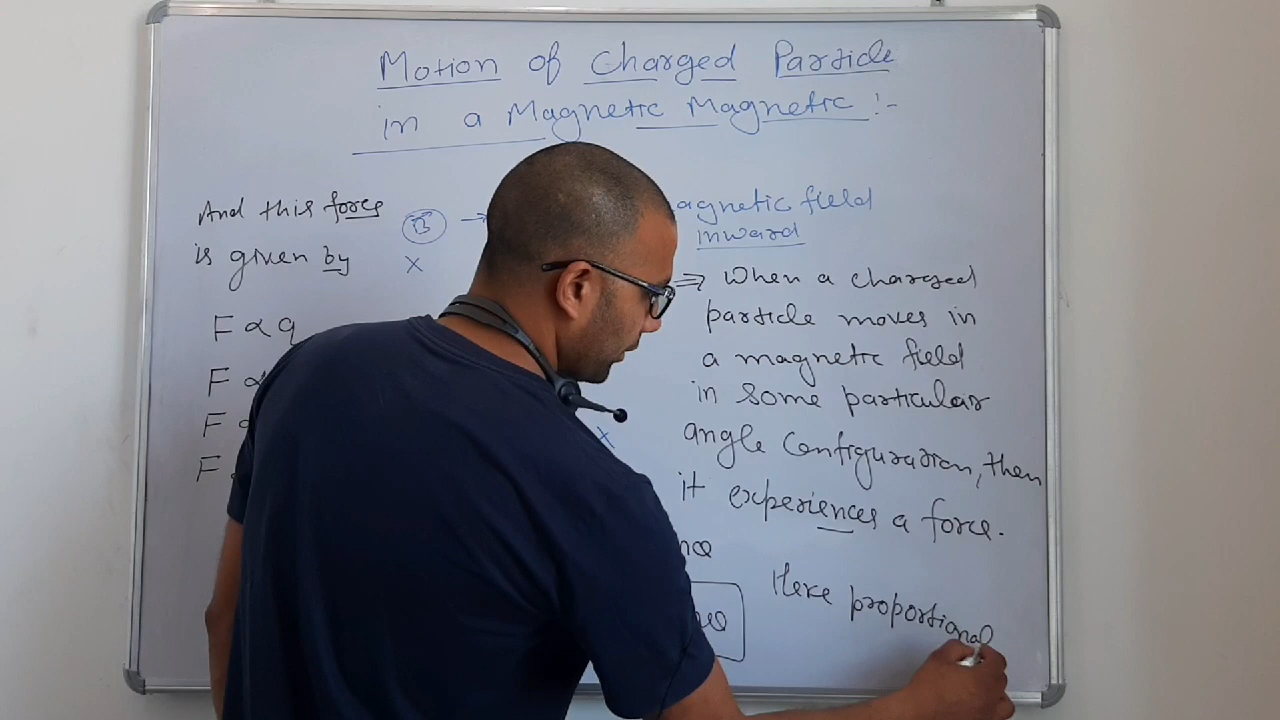 Motion of Charged Particle
in a Magnetic Magnetic :-
And this force
is given by
F ∝ q
F ∝
F
F
B →
×
×
agnetic field
inward
⇒ When a charged
particle moves in
a magnetic field
in some particular
angle configuration, then
it experiences a force.
Here proportional